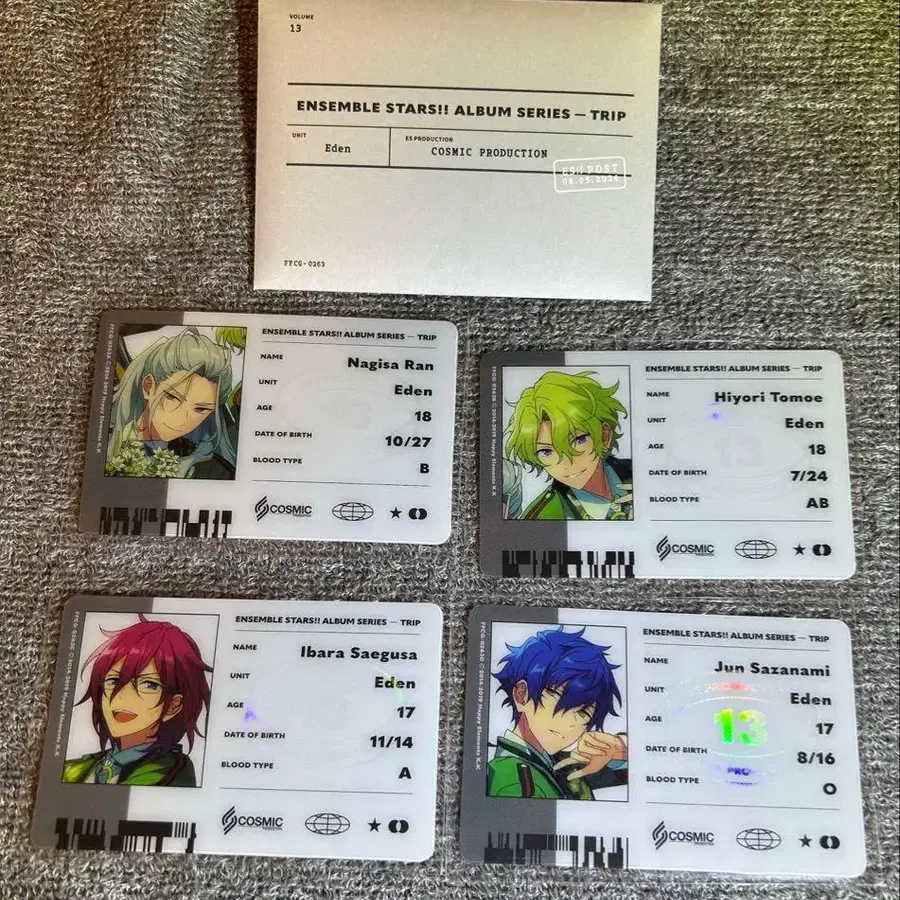 VOLUME
13
ENSEMBLE STARS!! ALBUM SERIES — TRIP
UNIT
Eden
ES PRODUCTION
COSMIC PRODUCTION
ES!! POST
FFCG-0263
ENSEMBLE STARS!! ALBUM SERIES — TRIP
NAME
Nagisa Ran
UNIT
Eden
AGE
18
DATE OF BIRTH
10/27
BLOOD TYPE
B
COSMIC
ENSEMBLE STARS!! ALBUM SERIES — TRIP
NAME
Hiyori Tomoe
UNIT
Eden
AGE
18
DATE OF BIRTH
7/24
BLOOD TYPE
AB
COSMIC
ENSEMBLE STARS!! ALBUM SERIES — TRIP
NAME
Ibara Saegusa
UNIT
Eden
AGE
17
DATE OF BIRTH
11/14
BLOOD TYPE
A
COSMIC
ENSEMBLE STARS!! ALBUM SERIES — TRIP
NAME
Jun Sazanami
UNIT
Eden
AGE
17
13
DATE OF BIRTH
8/16
BLOOD TYPE
O
COSMIC